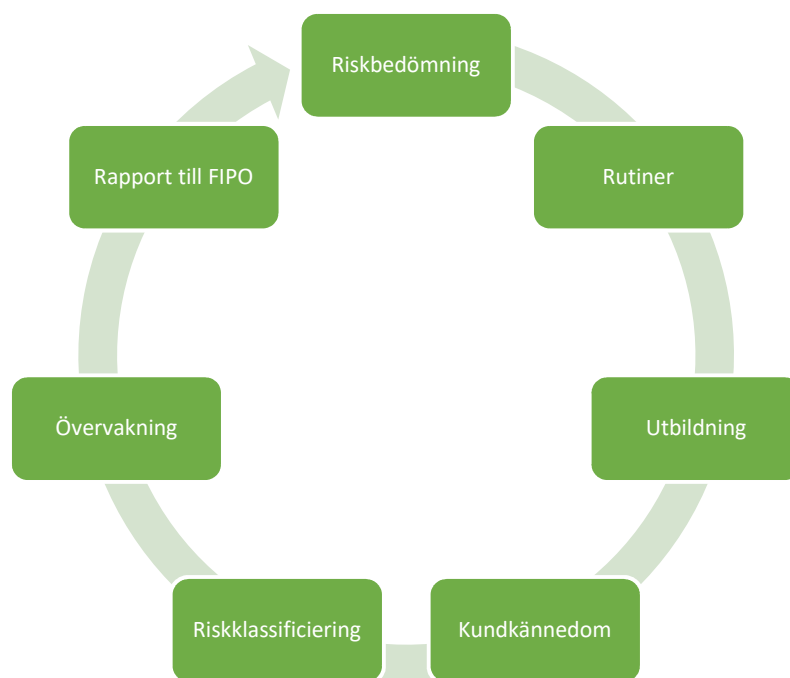 Riskbedömning
Rutiner
Utbildning
Kundkännedom
Riskklassificiering
Övervakning
Rapport till FIPO